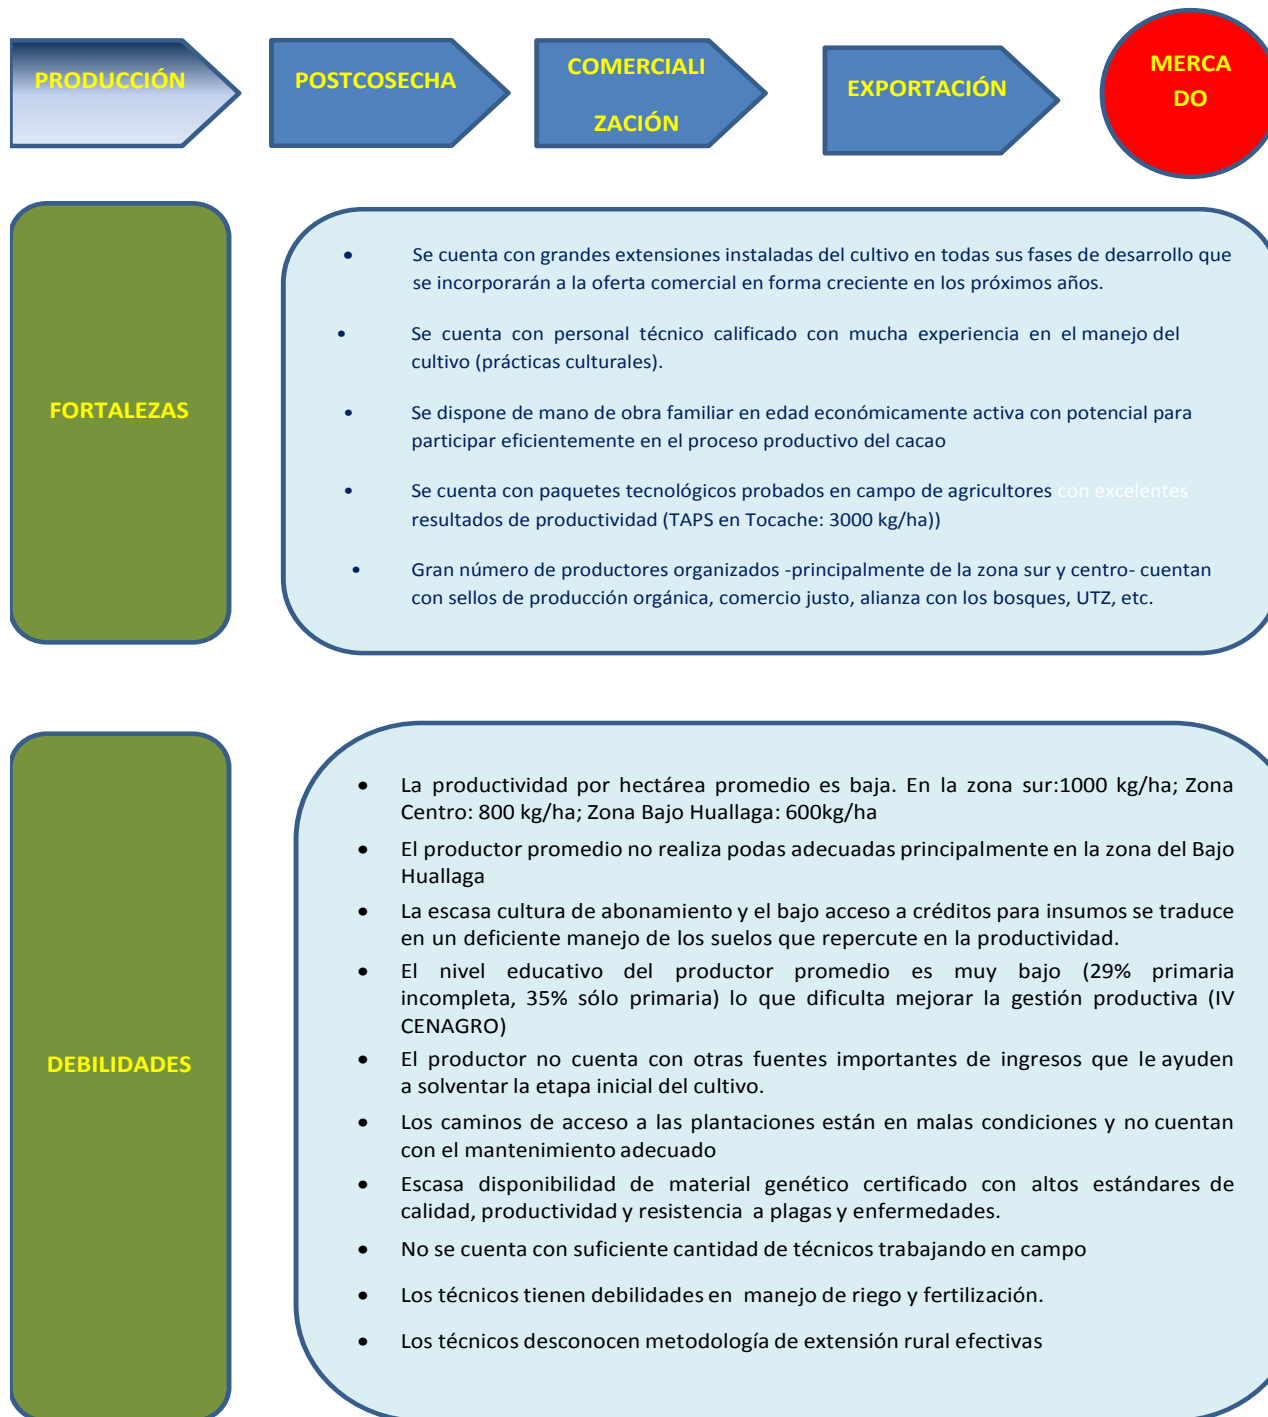 PRODUCCIÓN
POSTCOSECHA
COMERCIALI
ZACIÓN
EXPORTACIÓN
MERCA
DO
FORTALEZAS
• Se cuenta con grandes extensiones instaladas del cultivo en todas sus fases de desarrollo que
se incorporarán a la oferta comercial en forma creciente en los próximos años.
• Se cuenta con personal técnico calificado con mucha experiencia en el manejo del
cultivo (prácticas culturales).
• Se dispone de mano de obra familiar en edad económicamente activa con potencial para
participar eficientemente en el proceso productivo del cacao
• Se cuenta con paquetes tecnológicos probados en campo de agricultores con excelentes
resultados de productividad (TAPS en Tocache: 3000 kg/ha))
• Gran número de productores organizados -principalmente de la zona sur y centro- cuentan
con sellos de producción orgánica, comercio justo, alianza con los bosques, UTZ, etc.
DEBILIDADES
• La productividad por hectárea promedio es baja. En la zona sur:1000 kg/ha; Zona
Centro: 800 kg/ha; Zona Bajo Huallaga: 600kg/ha
• El productor promedio no realiza podas adecuadas principalmente en la zona del Bajo
Huallaga
• La escasa cultura de abonamiento y el bajo acceso a créditos para insumos se traduce
en un deficiente manejo de los suelos que repercute en la productividad.
• El nivel educativo del productor promedio es muy bajo (29% primaria
incompleta, 35% sólo primaria) lo que dificulta mejorar la gestión productiva (IV
CENAGRO)
• El productor no cuenta con otras fuentes importantes de ingresos que le ayuden
a solventar la etapa inicial del cultivo.
• Los caminos de acceso a las plantaciones están en malas condiciones y no cuentan
con el mantenimiento adecuado
• Escasa disponibilidad de material genético certificado con altos estándares de
calidad, productividad y resistencia a plagas y enfermedades.
• No se cuenta con suficiente cantidad de técnicos trabajando en campo
• Los técnicos tienen debilidades en manejo de riego y fertilización.
• Los técnicos desconocen metodología de extensión rural efectivas